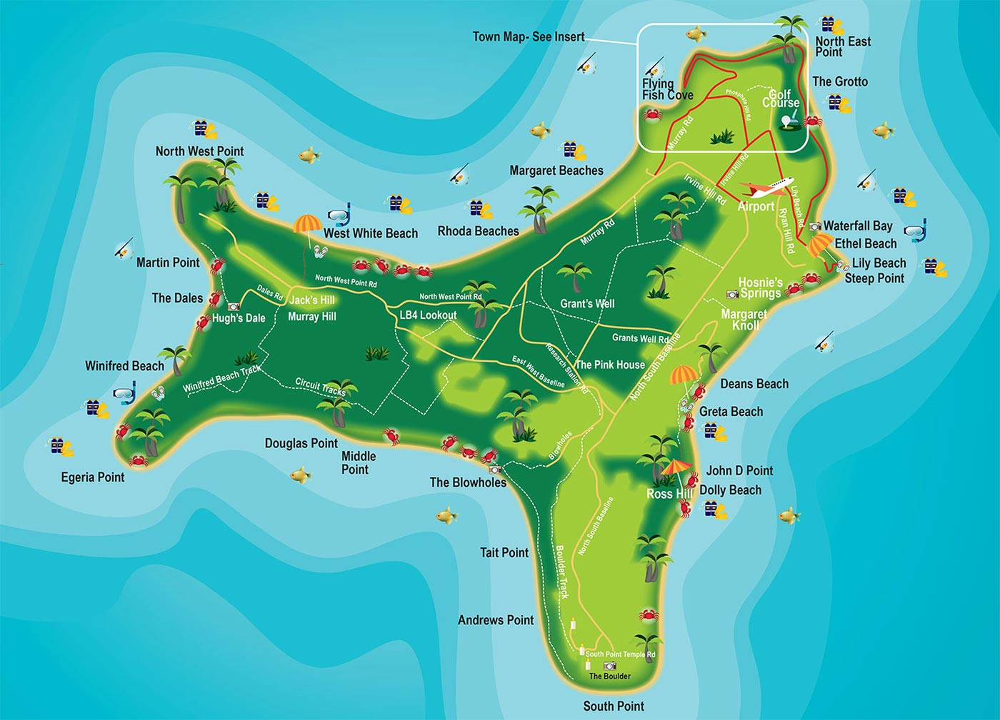 Town Map- See Insert
North East
Point
The Grotto
Flying
Fish Cove
Golf
Course
Phosphate Hill Rd
Murray Rd
North West Point
Margaret Beaches
Irvine Hill Rd
Irvine Hill Rd
Airport
Lily Beach Rd
Ryan Hill Rd
Waterfall Bay
Ethel Beach
Lily Beach
Steep Point
West White Beach
Rhoda Beaches
Murray Rd
Martin Point
The Dales
Hugh's Dale
Dales Rd
North West Point Rd
Jack's Hill
Murray Hill
North West Point Rd
LB4 Lookout
Grant's Well
Hosnie's
Springs
Margaret
Knoll
Grants Well Rd
Research Station Rd
The Pink House
North South Baseline
East West Baseline
Winifred Beach
Winifred Beach Track
Circuit Tracks
Deans Beach
Greta Beach
Egeria Point
Douglas Point
Middle
Point
The Blowholes
Blowholes
John D Point
Ross Hill
Dolly Beach
North South Baseline
Tait Point
Boulder Track
Andrews Point
South Point Temple Rd
The Boulder
South Point